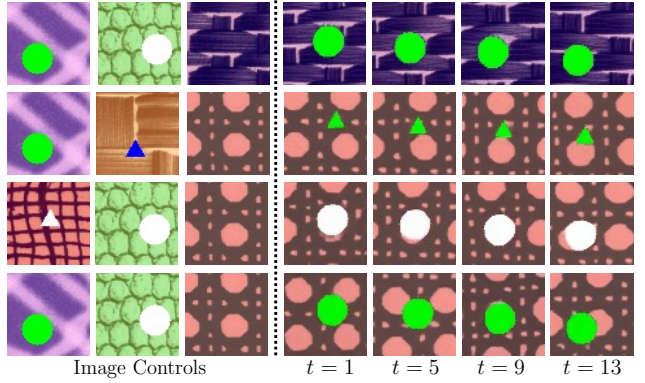 Image Controls t = 1 t = 5 t = 9 t = 13